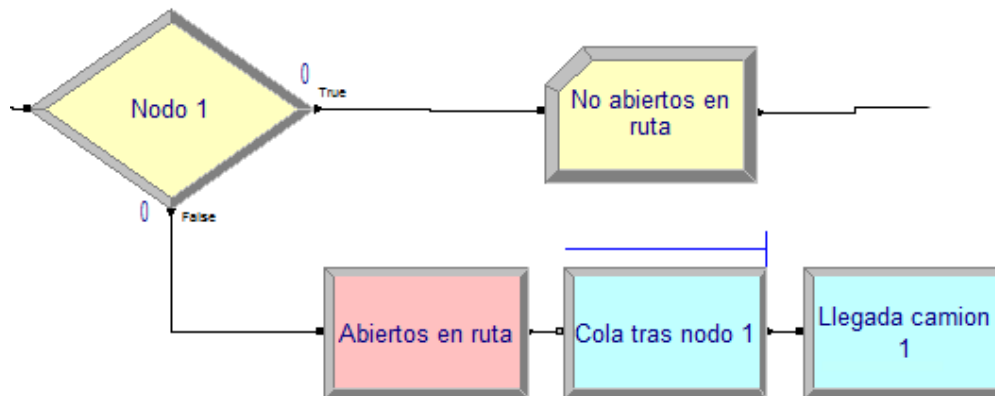 0
True
Nodo 1
No abiertos en
ruta
0
False
Abiertos en ruta
Cola tras nodo 1
Llegada camion
1